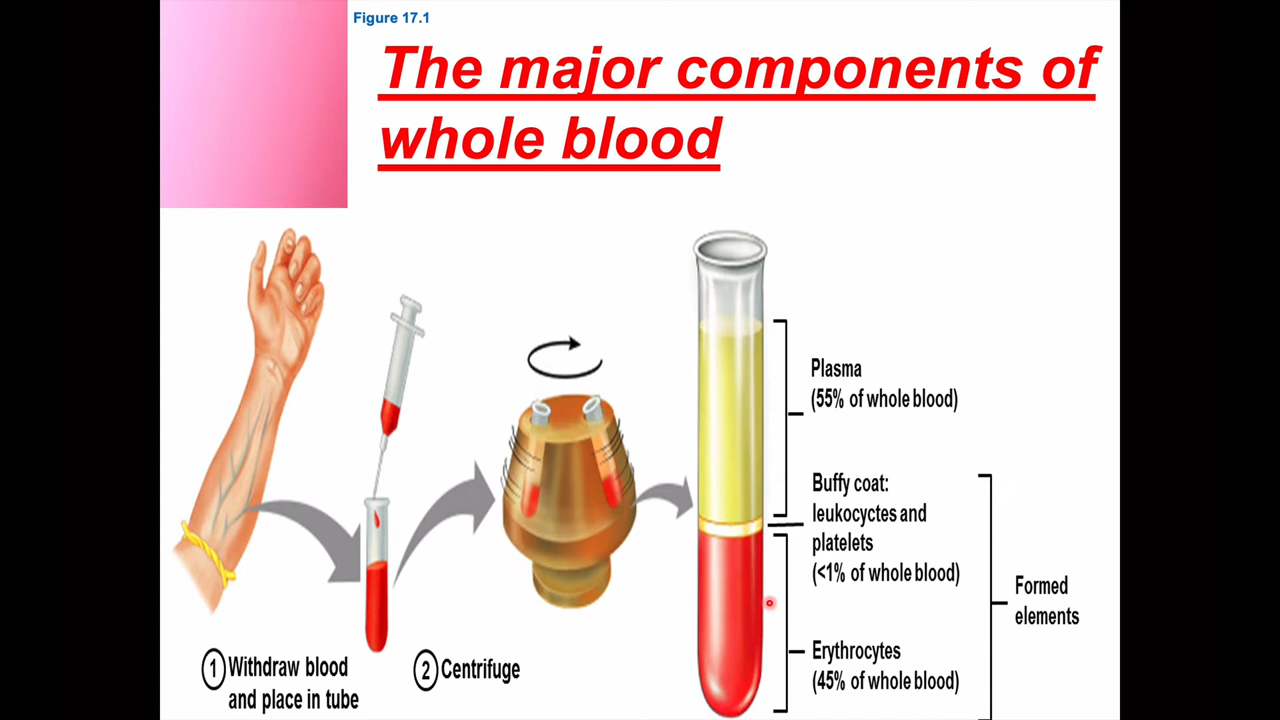 Figure 17.1
The major components of
whole blood
Plasma
(55% of whole blood)
Buffy coat:
leukocyctes and
platelets
(<1% of whole blood)
Formed
elements
Erythrocytes
(45% of whole blood)
1 Withdraw blood
and place in tube
2 Centrifuge